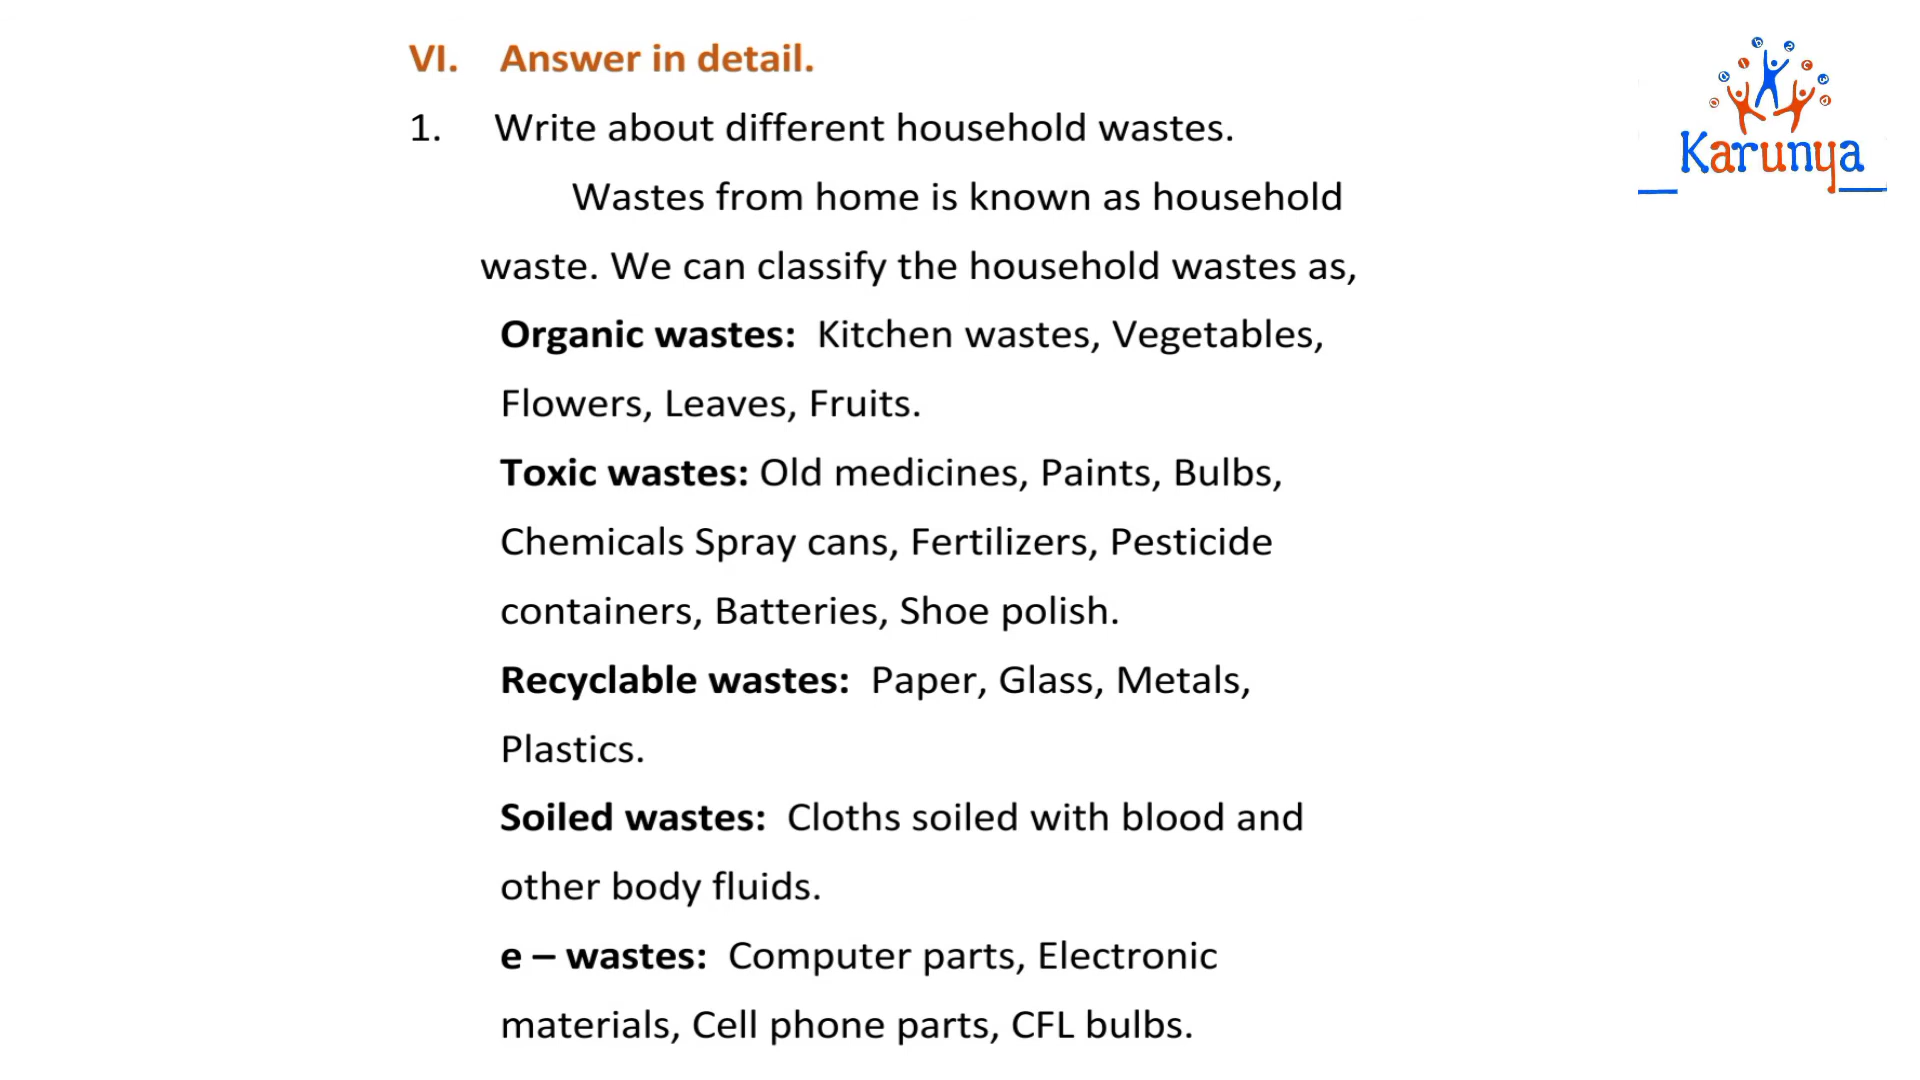 VI. Answer in detail.
1. Write about different household wastes.
Wastes from home is known as household
waste. We can classify the household wastes as,
Organic wastes: Kitchen wastes, Vegetables,
Flowers, Leaves, Fruits.
Toxic wastes: Old medicines, Paints, Bulbs,
Chemicals Spray cans, Fertilizers, Pesticide
containers, Batteries, Shoe polish.
Recyclable wastes: Paper, Glass, Metals,
Plastics.
Soiled wastes: Cloths soiled with blood and
other body fluids.
e – wastes: Computer parts, Electronic
materials, Cell phone parts, CFL bulbs.
Karunya